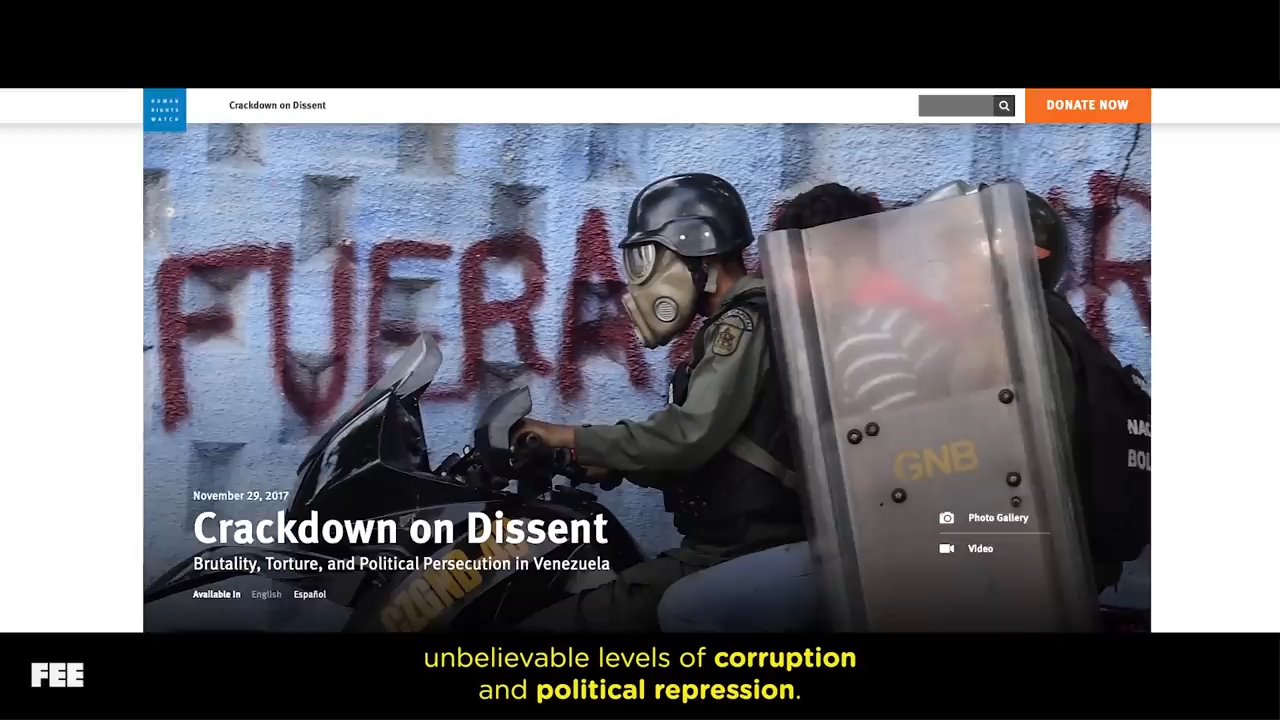 HUMAN
RIGHTS
WATCH
Crackdown on Dissent
DONATE NOW
FUERA
GNB
November 29, 2017
Crackdown on Dissent
Brutality, Torture, and Political Persecution in Venezuela
Available In English Español
Photo Gallery
Video
FEE
unbelievable levels of corruption
and political repression.